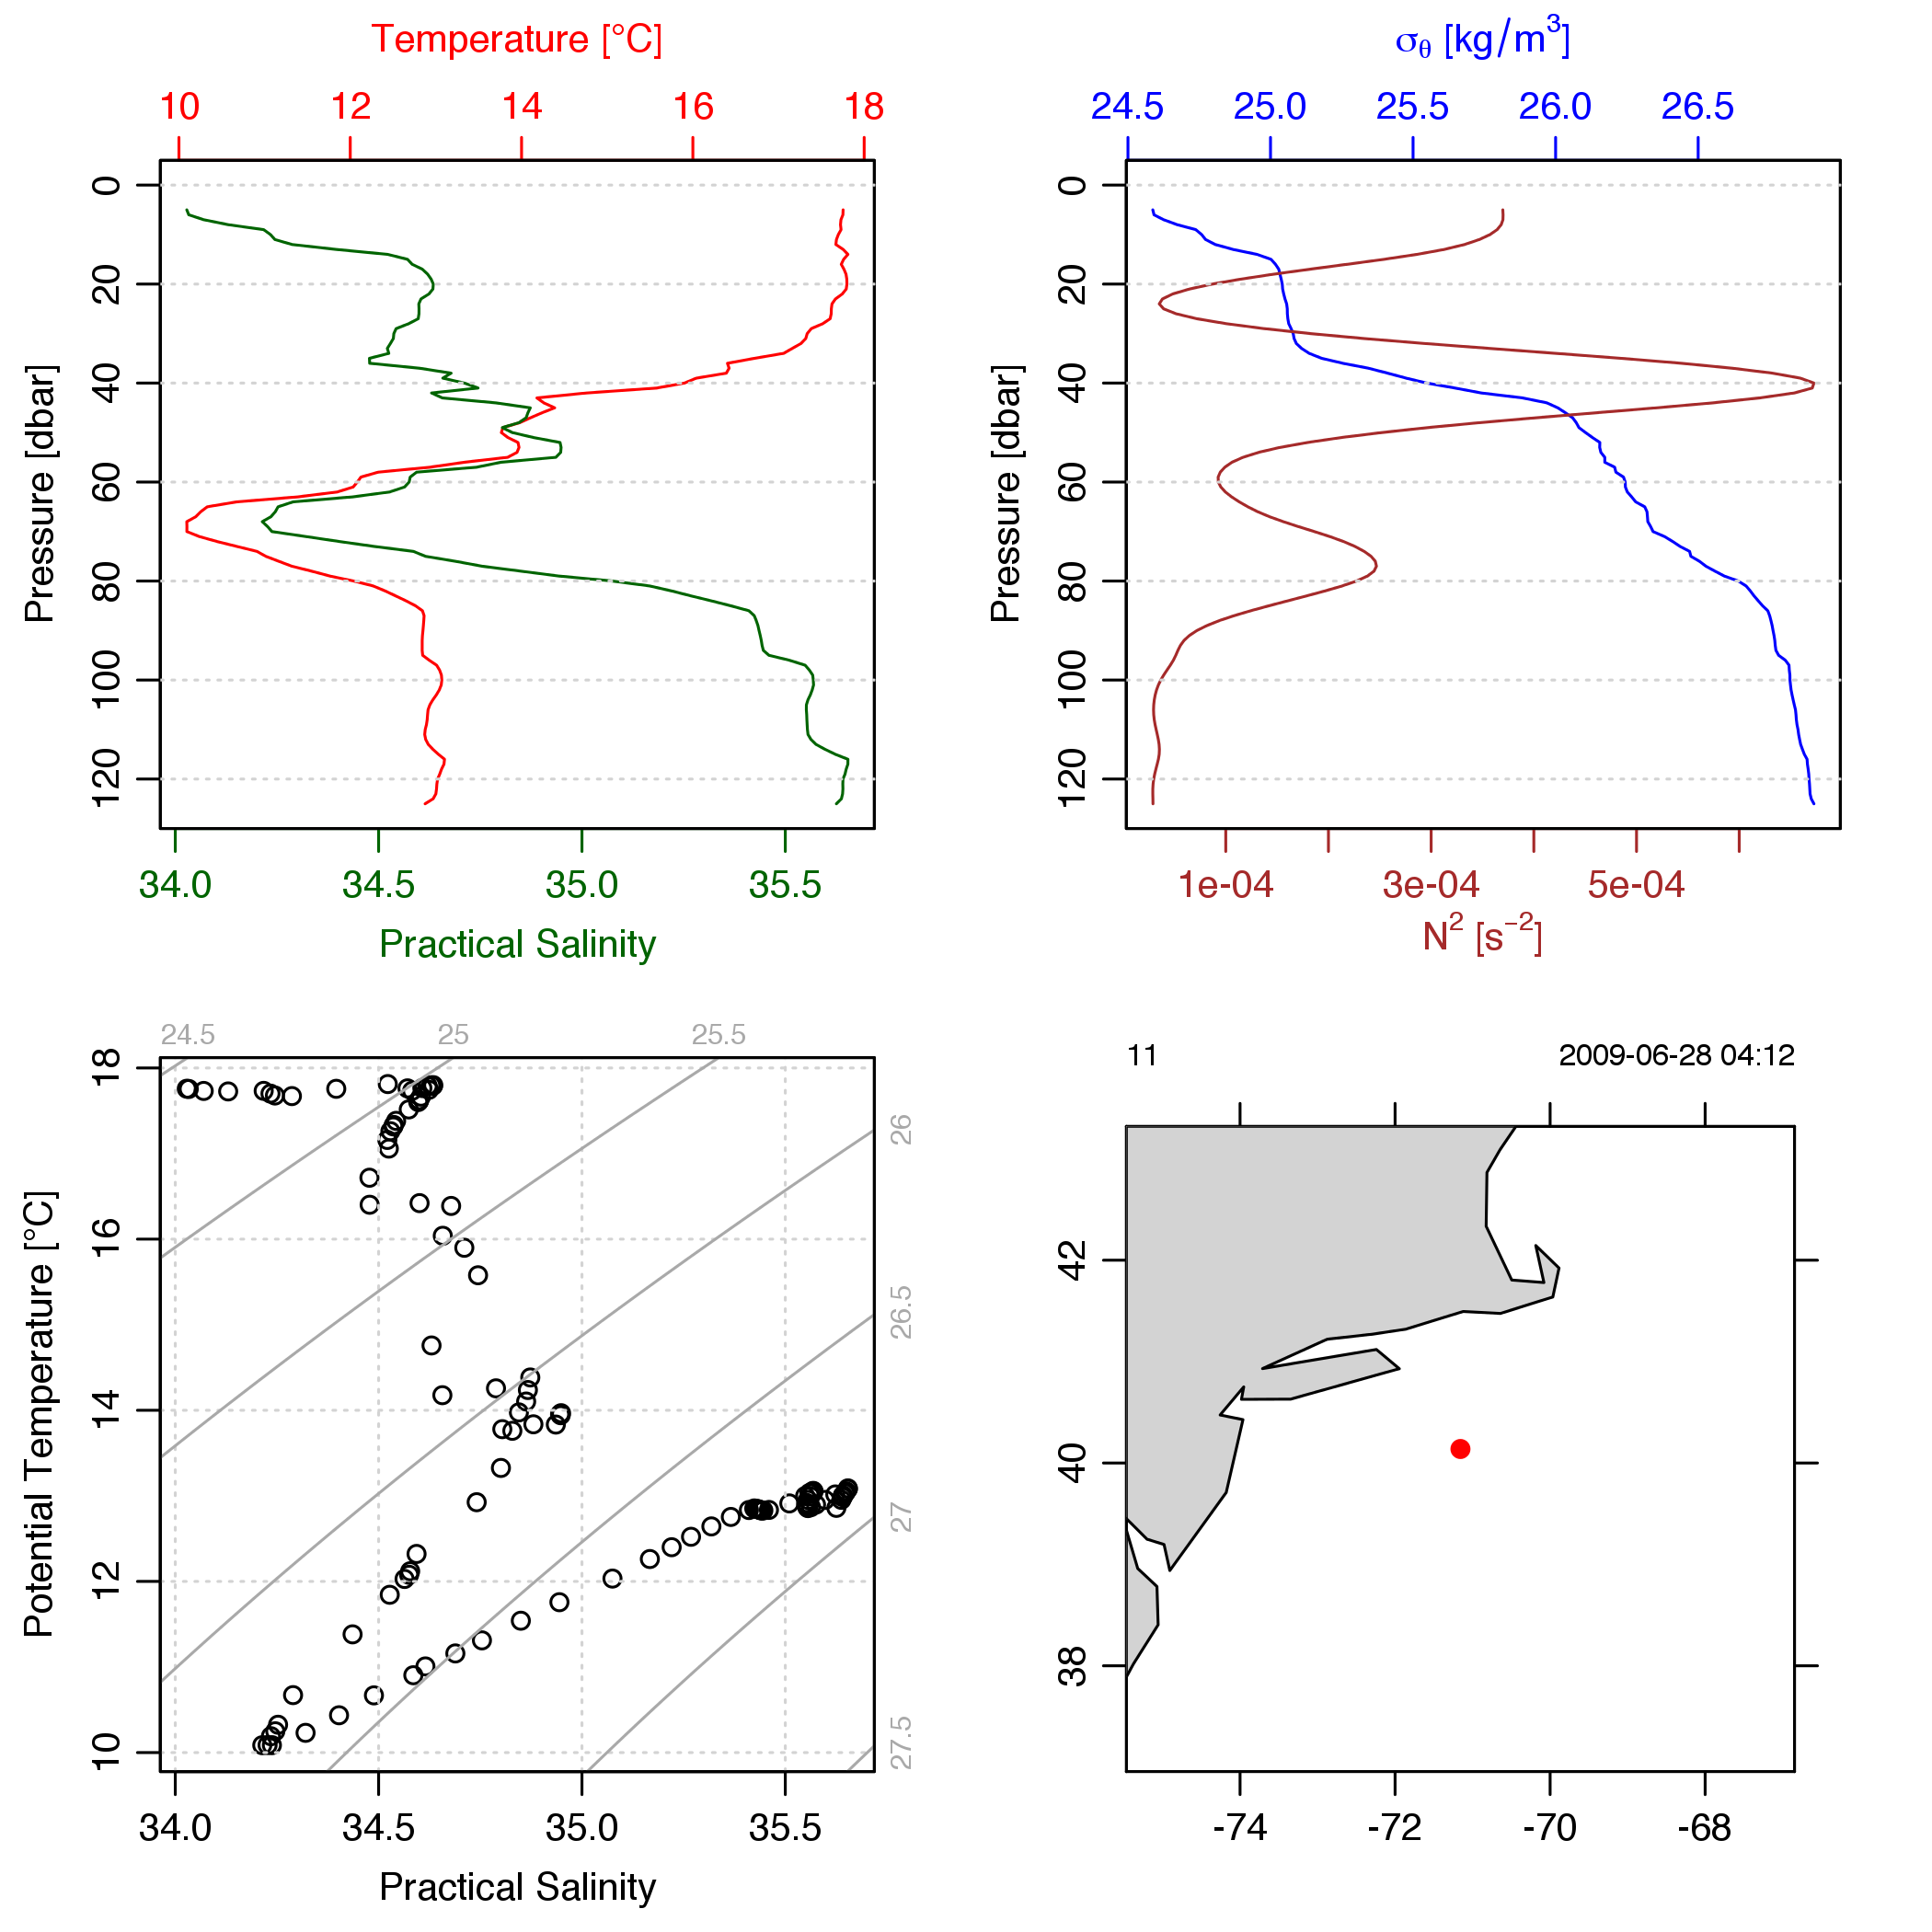 Temperature [°C]
10 12 14 16 18
0 20 40 60 80 100 120
Pressure [dbar]
34.0 34.5 35.0 35.5
Practical Salinity
σθ [kg/m³]
24.5 25.0 25.5 26.0 26.5
0 20 40 60 80 100 120
Pressure [dbar]
1e-04 3e-04 5e-04
N² [s⁻²]
24.5 25 25.5
26
26.5
27
27.5
18 16 14 12 10
Potential Temperature [°C]
34.0 34.5 35.0 35.5
Practical Salinity
11 2009-06-28 04:12
42
40
38
-74 -72 -70 -68